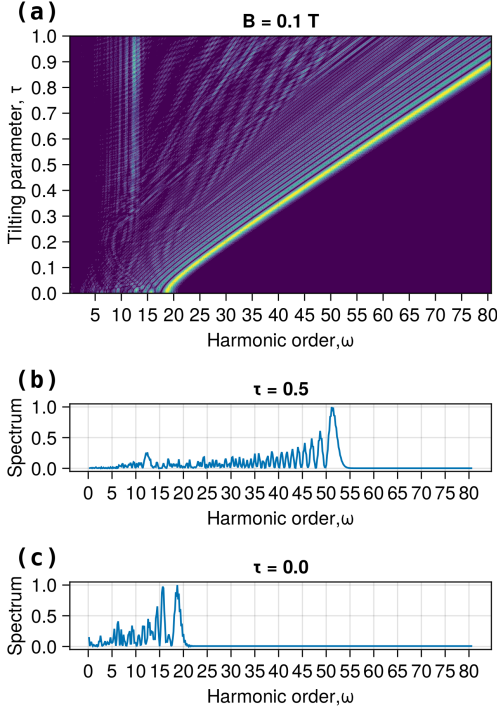 (a)
B = 0.1 T
Tilting parameter, τ
1.0
0.9
0.8
0.7
0.6
0.5
0.4
0.3
0.2
0.1
0.0
5 10 15 20 25 30 35 40 45 50 55 60 65 70 75 80
Harmonic order,ω
(b)
τ = 0.5
Spectrum
1.0
0.5
0.0
0 5 10 15 20 25 30 35 40 45 50 55 60 65 70 75 80
Harmonic order,ω
(c)
τ = 0.0
Spectrum
1.0
0.5
0.0
0 5 10 15 20 25 30 35 40 45 50 55 60 65 70 75 80
Harmonic order,ω